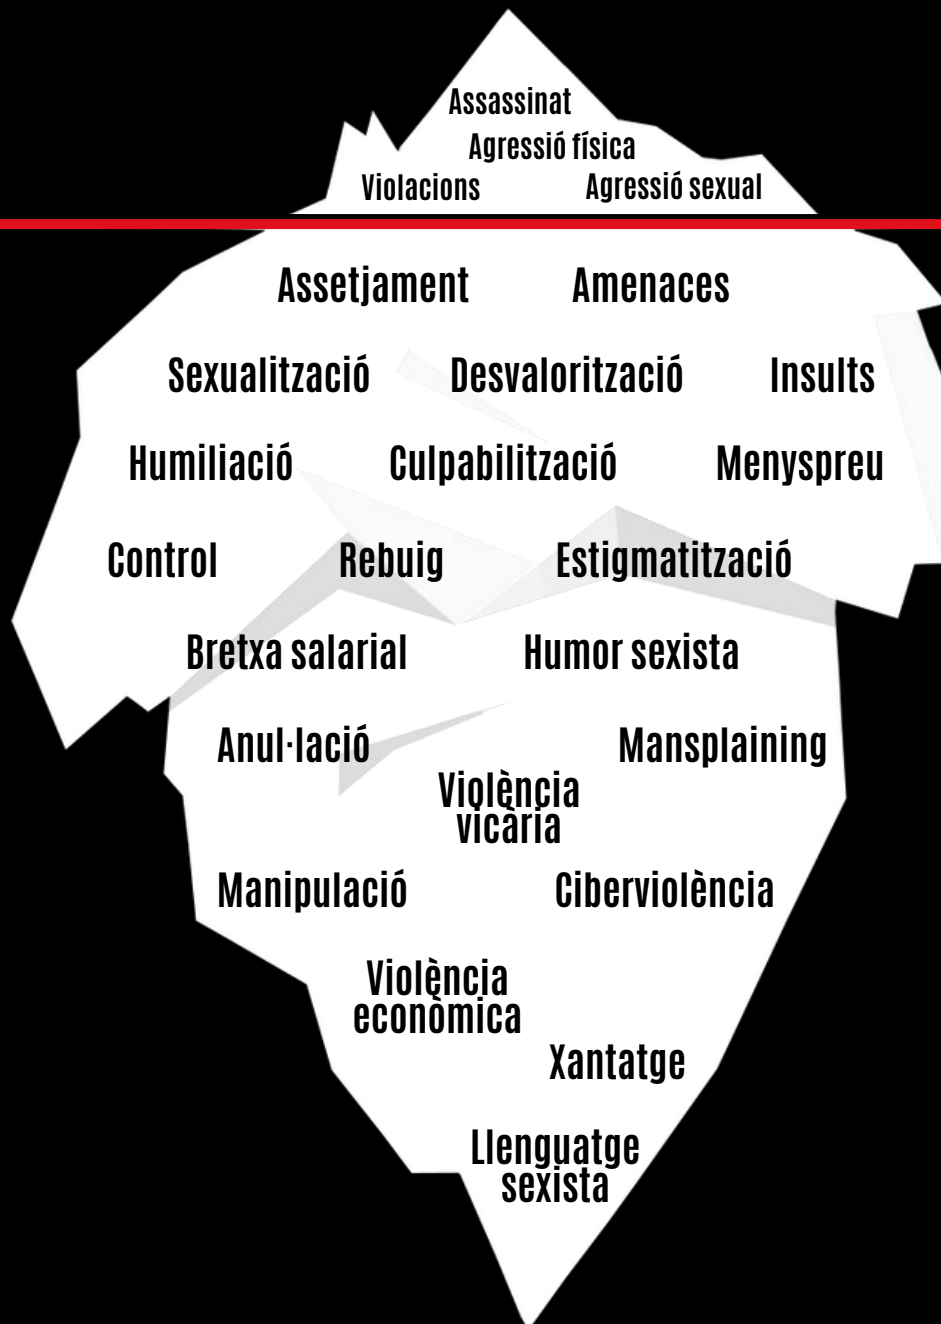 Assassinat
Agressió física
Violacions Agressió sexual
Assetjament Amenaces
Sexualització Desvalorització Insults
Humiliació Culpabilització Menyspreu
Control Rebuig Estigmatització
Bretxa salarial Humor sexista
Anul·lació Mansplaining
Violència
vicària
Manipulació Ciberviolència
Violència
econòmica
Xantatge
Llenguatge
sexista